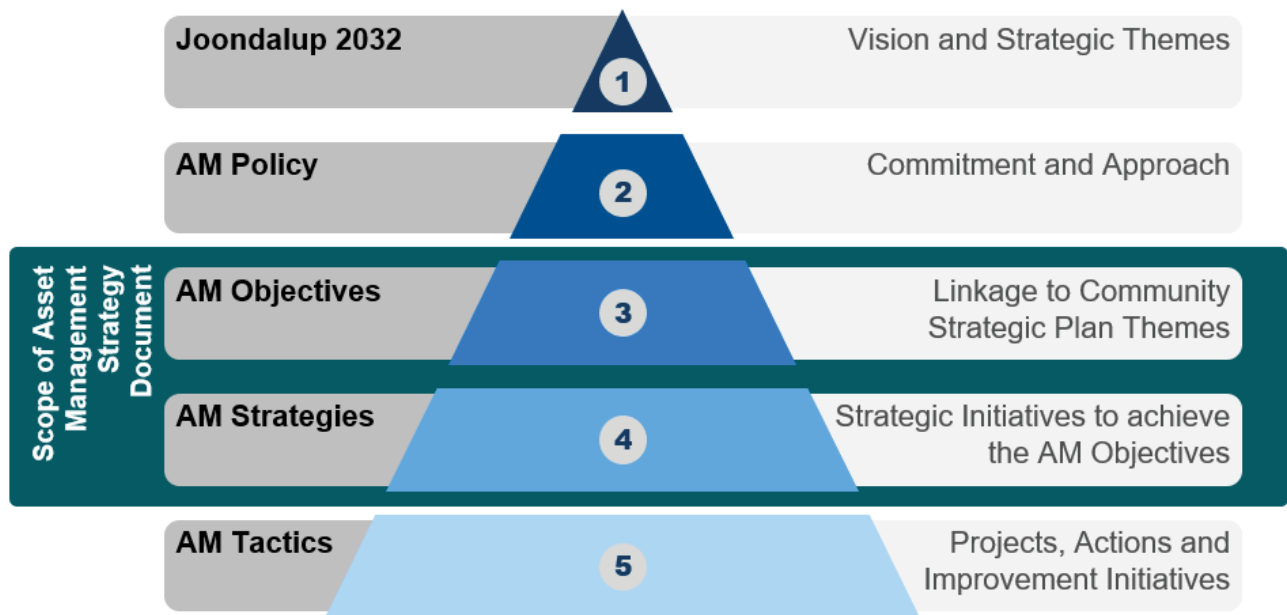 Joondalup 2032
1
Vision and Strategic Themes
AM Policy
2
Commitment and Approach
Scope of Asset
Management
Strategy
Document
AM Objectives
3
Linkage to Community
Strategic Plan Themes
AM Strategies
4
Strategic Initiatives to achieve
the AM Objectives
AM Tactics
5
Projects, Actions and
Improvement Initiatives